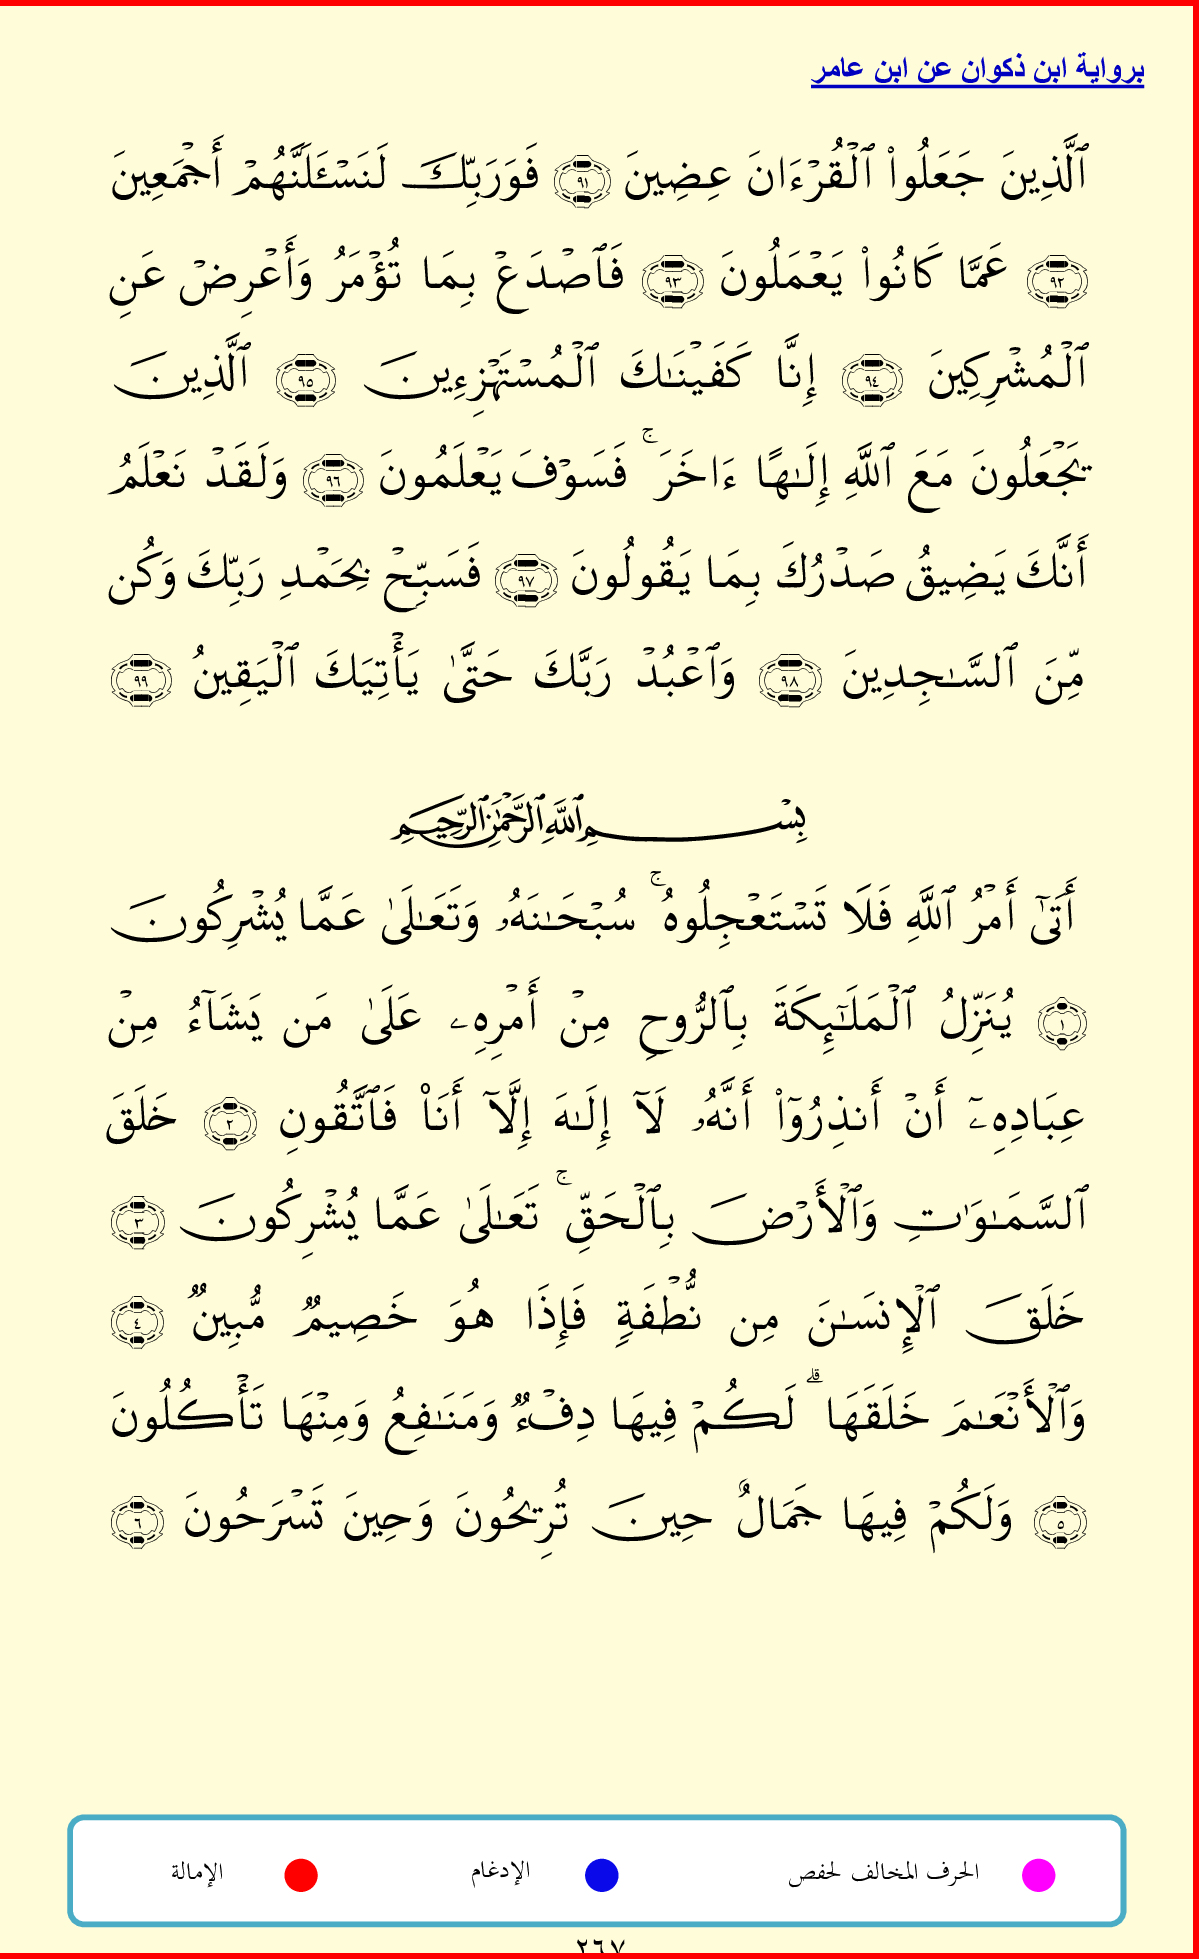 برواية ابن ذكوان عن ابن عامر
ٱلَّذِينَ جَعَلُوا۟ ٱلْقُرْءَانَ عِضِينَ ٩١ فَوَرَبِّكَ لَنَسْـَٔلَنَّهُمْ أَجْمَعِينَ
٩٢ عَمَّا كَانُوا۟ يَعْمَلُونَ ٩٣ فَٱصْدَعْ بِمَا تُؤْمَرُ وَأَعْرِضْ عَنِ
ٱلْمُشْرِكِينَ ٩٤ إِنَّا كَفَيْنَـٰكَ ٱلْمُسْتَهْزِءِينَ ٩٥ ٱلَّذِينَ
يَجْعَلُونَ مَعَ ٱللَّهِ إِلَـٰهًا ءَاخَرَ ۚ فَسَوْفَ يَعْلَمُونَ ٩٦ وَلَقَدْ نَعْلَمُ
أَنَّكَ يَضِيقُ صَدْرُكَ بِمَا يَقُولُونَ ٩٧ فَسَبِّحْ بِحَمْدِ رَبِّكَ وَكُن
مِّنَ ٱلسَّـٰجِدِينَ ٩٨ وَٱعْبُدْ رَبَّكَ حَتَّىٰ يَأْتِيَكَ ٱلْيَقِينُ ٩٩
بِسْمِ ٱللَّهِ ٱلرَّحْمَـٰنِ ٱلرَّحِيمِ
أَتَىٰٓ أَمْرُ ٱللَّهِ فَلَا تَسْتَعْجِلُوهُ ۚ سُبْحَـٰنَهُۥ وَتَعَـٰلَىٰ عَمَّا يُشْرِكُونَ
١ يُنَزِّلُ ٱلْمَلَـٰٓئِكَةَ بِٱلرُّوحِ مِنْ أَمْرِهِۦ عَلَىٰ مَن يَشَآءُ مِنْ
عِبَادِهِۦٓ أَنْ أَنذِرُوٓا۟ أَنَّهُۥ لَآ إِلَـٰهَ إِلَّآ أَنَا۠ فَٱتَّقُونِ ٢ خَلَقَ
ٱلسَّمَـٰوَٰتِ وَٱلْأَرْضَ بِٱلْحَقِّ ۚ تَعَـٰلَىٰ عَمَّا يُشْرِكُونَ ٣
خَلَقَ ٱلْإِنسَـٰنَ مِن نُّطْفَةٍ فَإِذَا هُوَ خَصِيمٌ مُّبِينٌ ٤
وَٱلْأَنْعَـٰمَ خَلَقَهَا ۗ لَكُمْ فِيهَا دِفْءٌ وَمَنَـٰفِعُ وَمِنْهَا تَأْكُلُونَ
٥ وَلَكُمْ فِيهَا جَمَالٌ حِينَ تُرِيحُونَ وَحِينَ تَسْرَحُونَ ٦
الحرف المخالف لحفص الإدغام الإمالة
٢٦٧